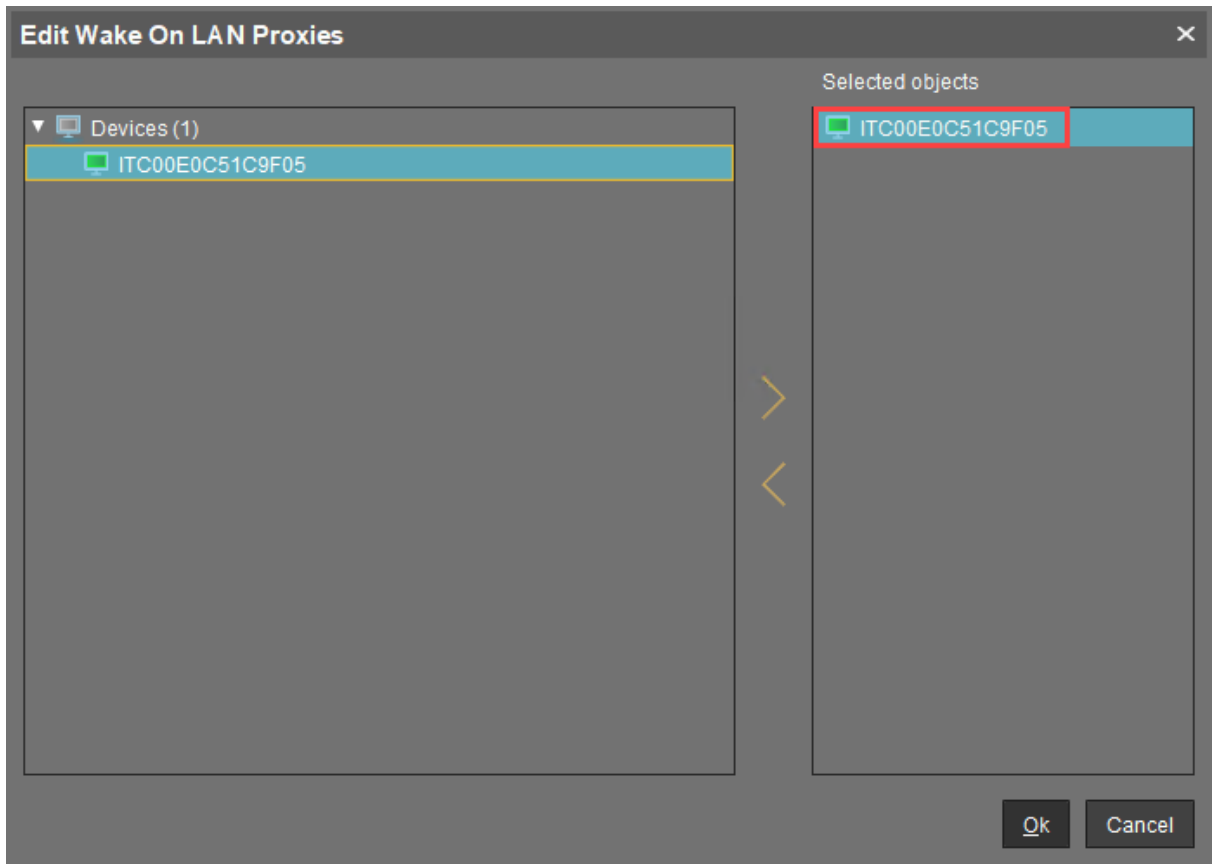 Edit Wake On LAN Proxies
Selected objects
Devices (1)
ITC00E0C51C9F05
ITC00E0C51C9F05
Ok
Cancel